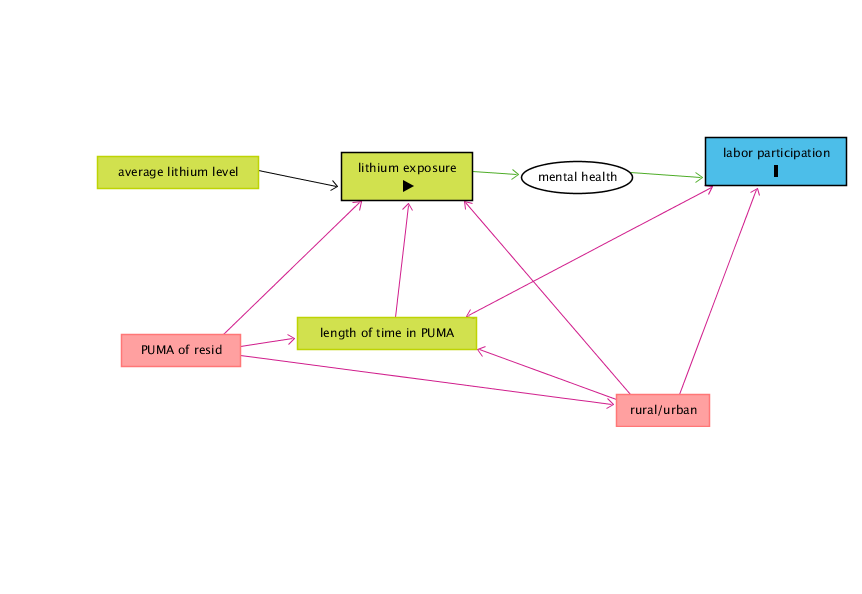 labor participation
lithium exposure
average lithium level
mental health
length of time in PUMA
PUMA of resid
rural/urban